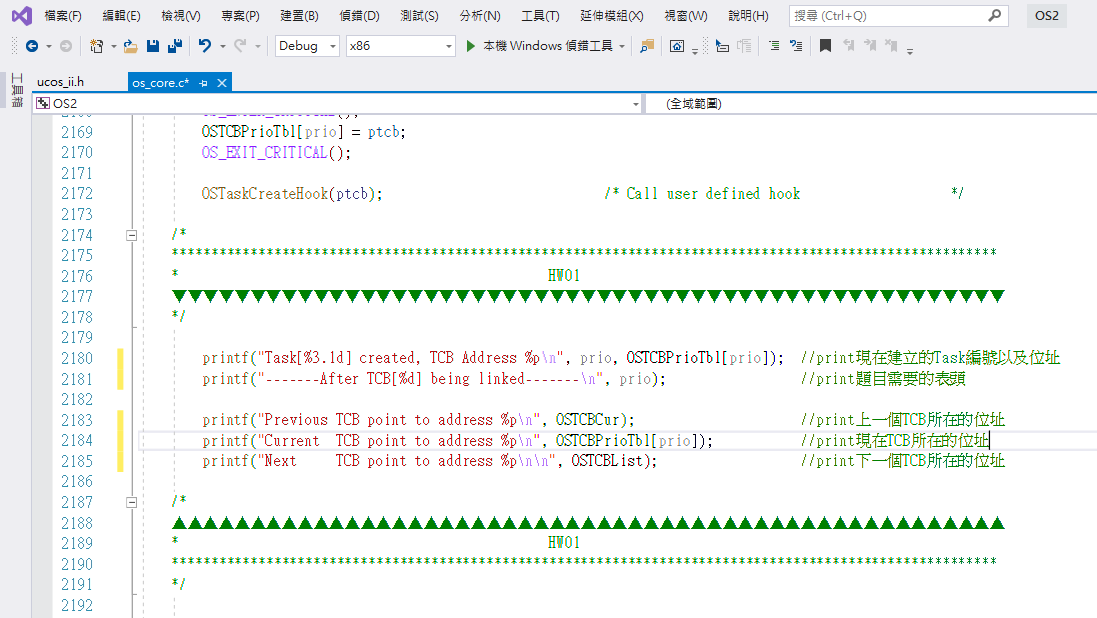 檔案(F) 編輯(E) 檢視(V) 專案(P) 建置(B) 偵錯(D) 測試(S) 分析(N) 工具(T) 延伸模組(X) 視窗(W) 說明(H) 搜尋 (Ctrl+Q) OS2
Debug x86 本機 Windows 偵錯工具
工具箱
ucos_ii.h os_core.c*
OS2 (全域範圍)
2169 OSTCBPrioTbl[prio] = ptcb;
2170 OS_EXIT_CRITICAL();
2171
2172 OSTaskCreateHook(ptcb); /* Call user defined hook */
2173
2174 /*
2175 *********************************************************************************************************
2176 * HW01
2177 ▼▼▼▼▼▼▼▼▼▼▼▼▼▼▼▼▼▼▼▼▼▼▼▼▼▼▼▼▼▼▼▼▼▼▼▼▼▼▼▼▼▼▼▼▼▼▼▼▼▼▼▼▼
2178 */
2179
2180 printf("Task[%3.1d] created, TCB Address %p\n", prio, OSTCBPrioTbl[prio]); //print現在建立的Task編號以及位址
2181 printf("-------After TCB[%d] being linked-------\n", prio); //print題目需要的表頭
2182
2183 printf("Previous TCB point to address %p\n", OSTCBCur); //print上一個TCB所在的位址
2184 printf("Current  TCB point to address %p\n", OSTCBPrioTbl[prio]); //print現在TCB所在的位址
2185 printf("Next     TCB point to address %p\n\n", OSTCBList); //print下一個TCB所在的位址
2186
2187 /*
2188 ▲▲▲▲▲▲▲▲▲▲▲▲▲▲▲▲▲▲▲▲▲▲▲▲▲▲▲▲▲▲▲▲▲▲▲▲▲▲▲▲▲▲▲▲▲▲▲▲▲▲▲▲▲
2189 * HW01
2190 *********************************************************************************************************
2191 */
2192